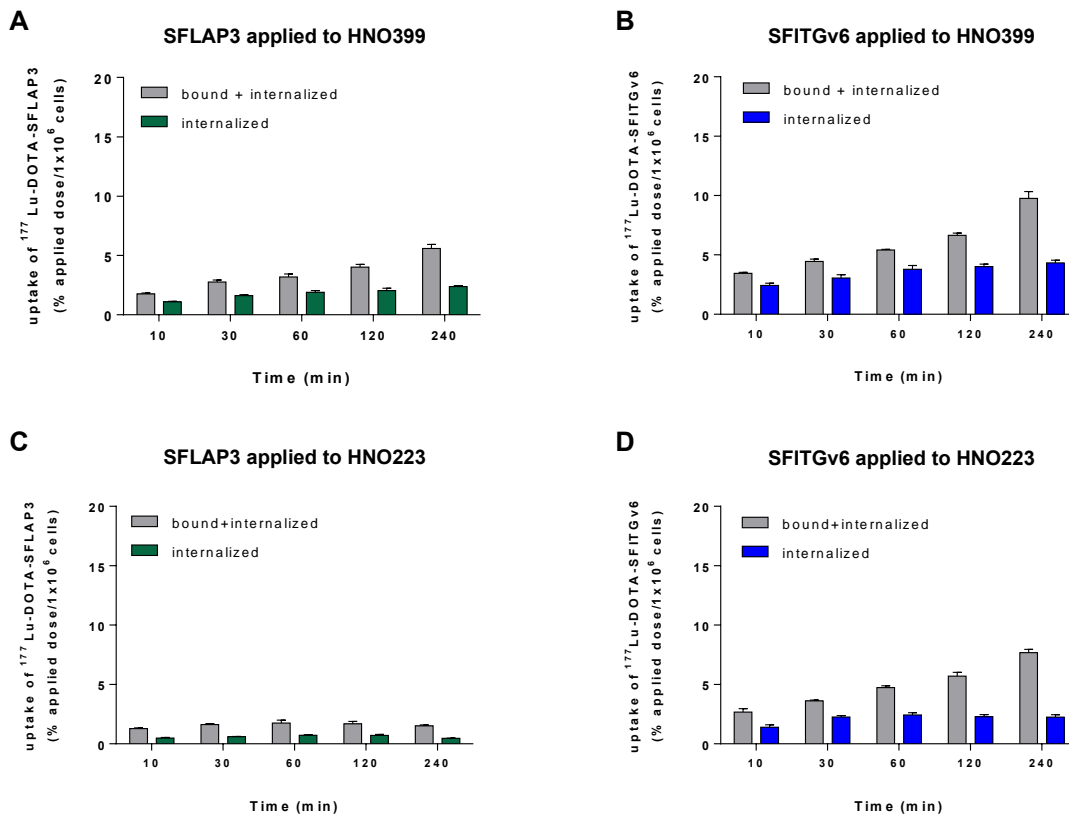 A
SFLAP3 applied to HNO399
uptake of ¹⁷⁷Lu-DOTA-SFLAP3
(% applied dose/1x10⁶ cells)
20
15
10
5
0
bound + internalized
internalized
10 30 60 120 240
Time (min)
B
SFITGv6 applied to HNO399
uptake of ¹⁷⁷Lu-DOTA-SFITGv6
(% applied dose/1x10⁶ cells)
20
15
10
5
0
bound + internalized
internalized
10 30 60 120 240
Time (min)
C
SFLAP3 applied to HNO223
uptake of ¹⁷⁷Lu-DOTA-SFLAP3
(% applied dose/1x10⁶ cells)
20
15
10
5
0
bound+internalized
internalized
10 30 60 120 240
Time (min)
D
SFITGv6 applied to HNO223
uptake of ¹⁷⁷Lu-DOTA-SFITGv6
(% applied dose/1x10⁶ cells)
20
15
10
5
0
bound+internalized
internalized
10 30 60 120 240
Time (min)